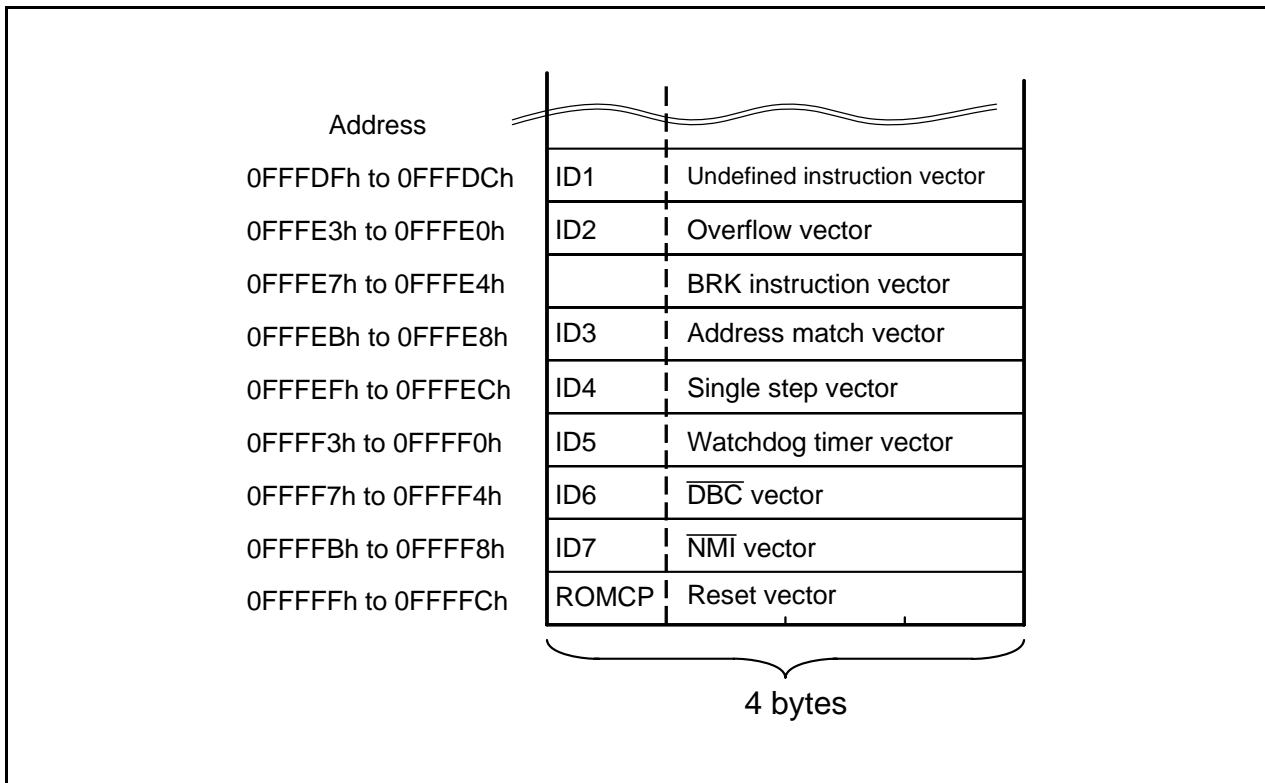 Address
0FFFDFh to 0FFFDCh ID1 Undefined instruction vector
0FFFE3h to 0FFFE0h ID2 Overflow vector
0FFFE7h to 0FFFE4h BRK instruction vector
0FFFEBh to 0FFFE8h ID3 Address match vector
0FFFEFh to 0FFFECh ID4 Single step vector
0FFFF3h to 0FFFF0h ID5 Watchdog timer vector
0FFFF7h to 0FFFF4h ID6 D̅B̅C̅ vector
0FFFFBh to 0FFFF8h ID7 N̅M̅I̅ vector
0FFFFFh to 0FFFFCh ROMCP Reset vector
4 bytes